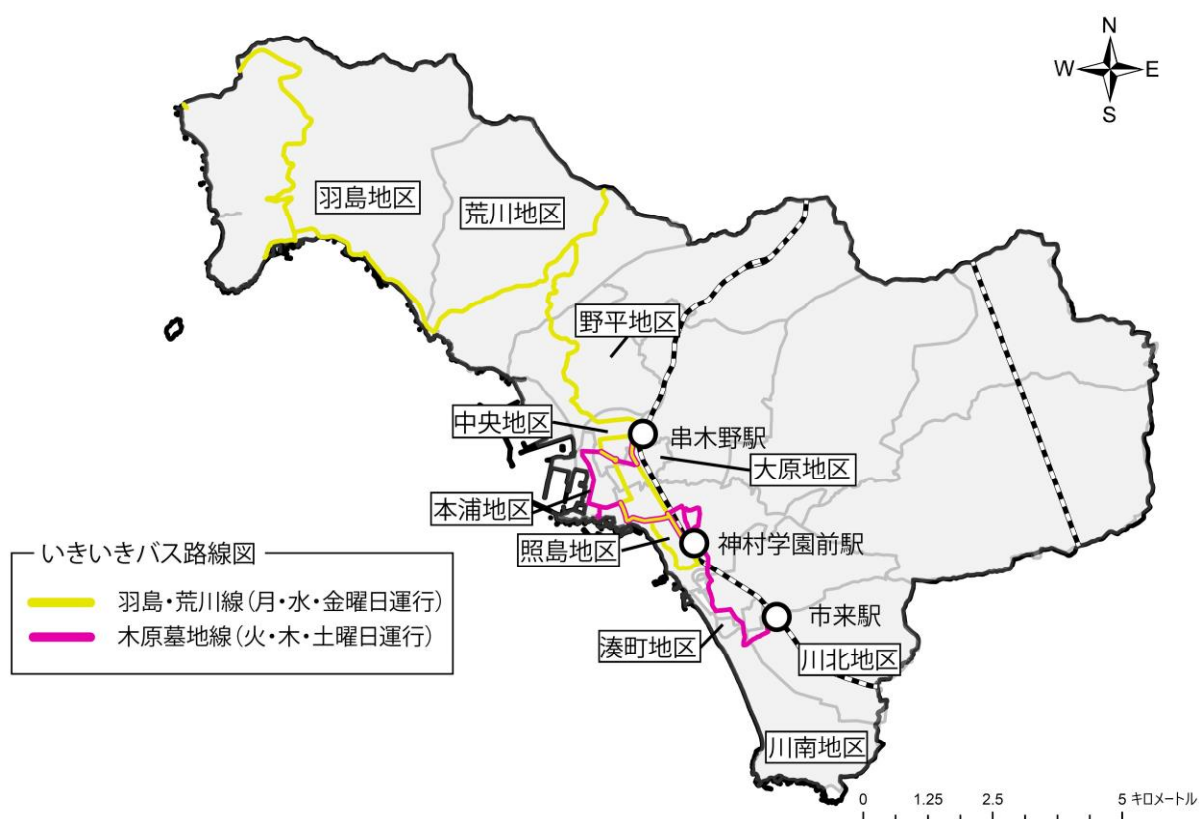 N
W E
S
羽島地区
荒川地区
野平地区
中央地区
串木野駅
大原地区
本浦地区
照島地区
神村学園前駅
市来駅
湊町地区
川北地区
川南地区
いきいきバス路線図
羽島・荒川線(月・水・金曜日運行)
木原墓地線(火・木・土曜日運行)
0 1.25 2.5 5 キロメートル